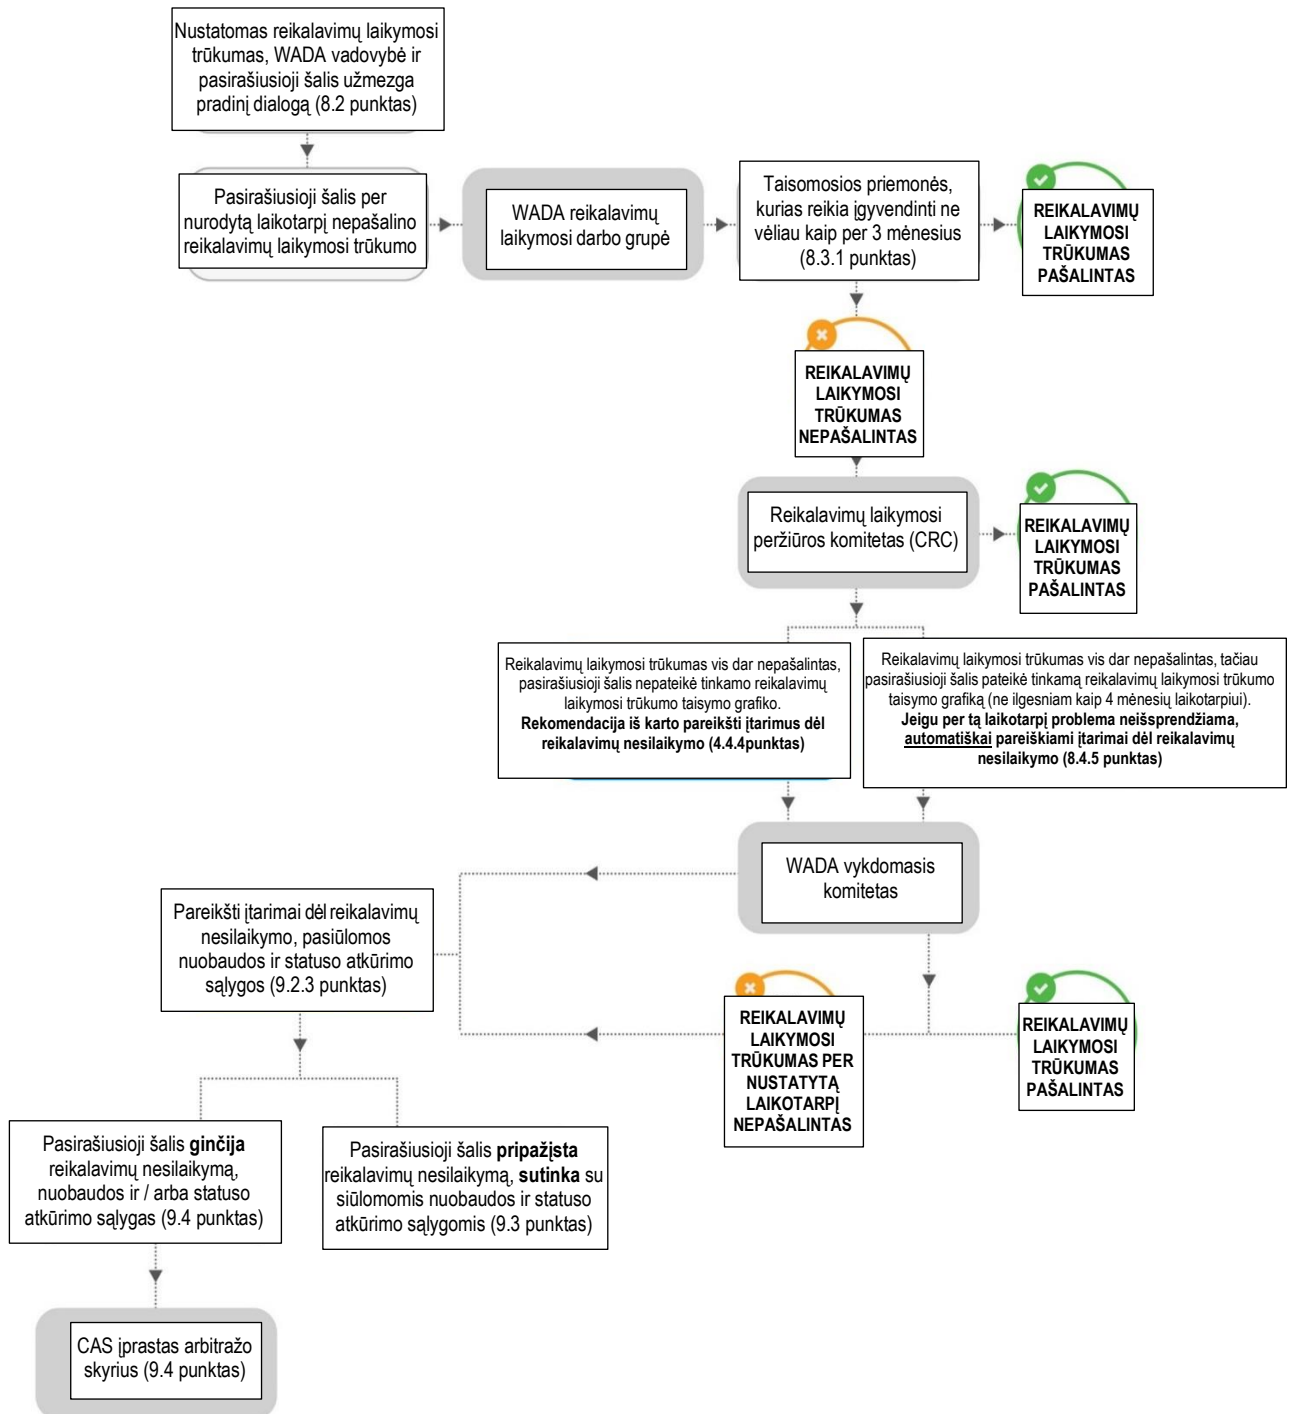 Nustatomas reikalavimų laikymosi
trūkumas, WADA vadovybė ir
pasirašiusioji šalis užmezga
pradinį dialogą (8.2 punktas)
Pasirašiusioji šalis per
nurodytą laikotarpį nepašalino
reikalavimų laikymosi trūkumo
WADA reikalavimų
laikymosi darbo grupė
Taisomosios priemonės,
kurias reikia įgyvendinti ne
vėliau kaip per 3 mėnesius
(8.3.1 punktas)
REIKALAVIMŲ
LAIKYMOSI
TRŪKUMAS
PAŠALINTAS
REIKALAVIMŲ
LAIKYMOSI
TRŪKUMAS
NEPAŠALINTAS
Reikalavimų laikymosi
peržiūros komitetas (CRC)
REIKALAVIMŲ
LAIKYMOSI
TRŪKUMAS
PAŠALINTAS
Reikalavimų laikymosi trūkumas vis dar nepašalintas,
pasirašiusioji šalis nepateikė tinkamo reikalavimų
laikymosi trūkumo taisymo grafiko.
Rekomendacija iš karto pareikšti įtarimus dėl
reikalavimų nesilaikymo (4.4.4punktas)
Reikalavimų laikymosi trūkumas vis dar nepašalintas, tačiau
pasirašiusioji šalis pateikė tinkamą reikalavimų laikymosi trūkumo
taisymo grafiką (ne ilgesniam kaip 4 mėnesių laikotarpiui).
Jeigu per tą laikotarpį problema neišsprendžiama,
automatiškai pareiškiami įtarimai dėl reikalavimų
nesilaikymo (8.4.5 punktas)
WADA vykdomasis
komitetas
Pareikšti įtarimai dėl reikalavimų
nesilaikymo, pasiūlomos
nuobaudos ir statuso atkūrimo
sąlygos (9.2.3 punktas)
REIKALAVIMŲ
LAIKYMOSI
TRŪKUMAS PER
NUSTATYTĄ
LAIKOTARPĮ
NEPAŠALINTAS
REIKALAVIMŲ
LAIKYMOSI
TRŪKUMAS
PAŠALINTAS
Pasirašiusioji šalis ginčija
reikalavimų nesilaikymą,
nuobaudos ir / arba statuso
atkūrimo sąlygas (9.4 punktas)
Pasirašiusioji šalis pripažįsta
reikalavimų nesilaikymą, sutinka su
siūlomomis nuobaudos ir statuso
atkūrimo sąlygomis (9.3 punktas)
CAS įprastas arbitražo
skyrius (9.4 punktas)